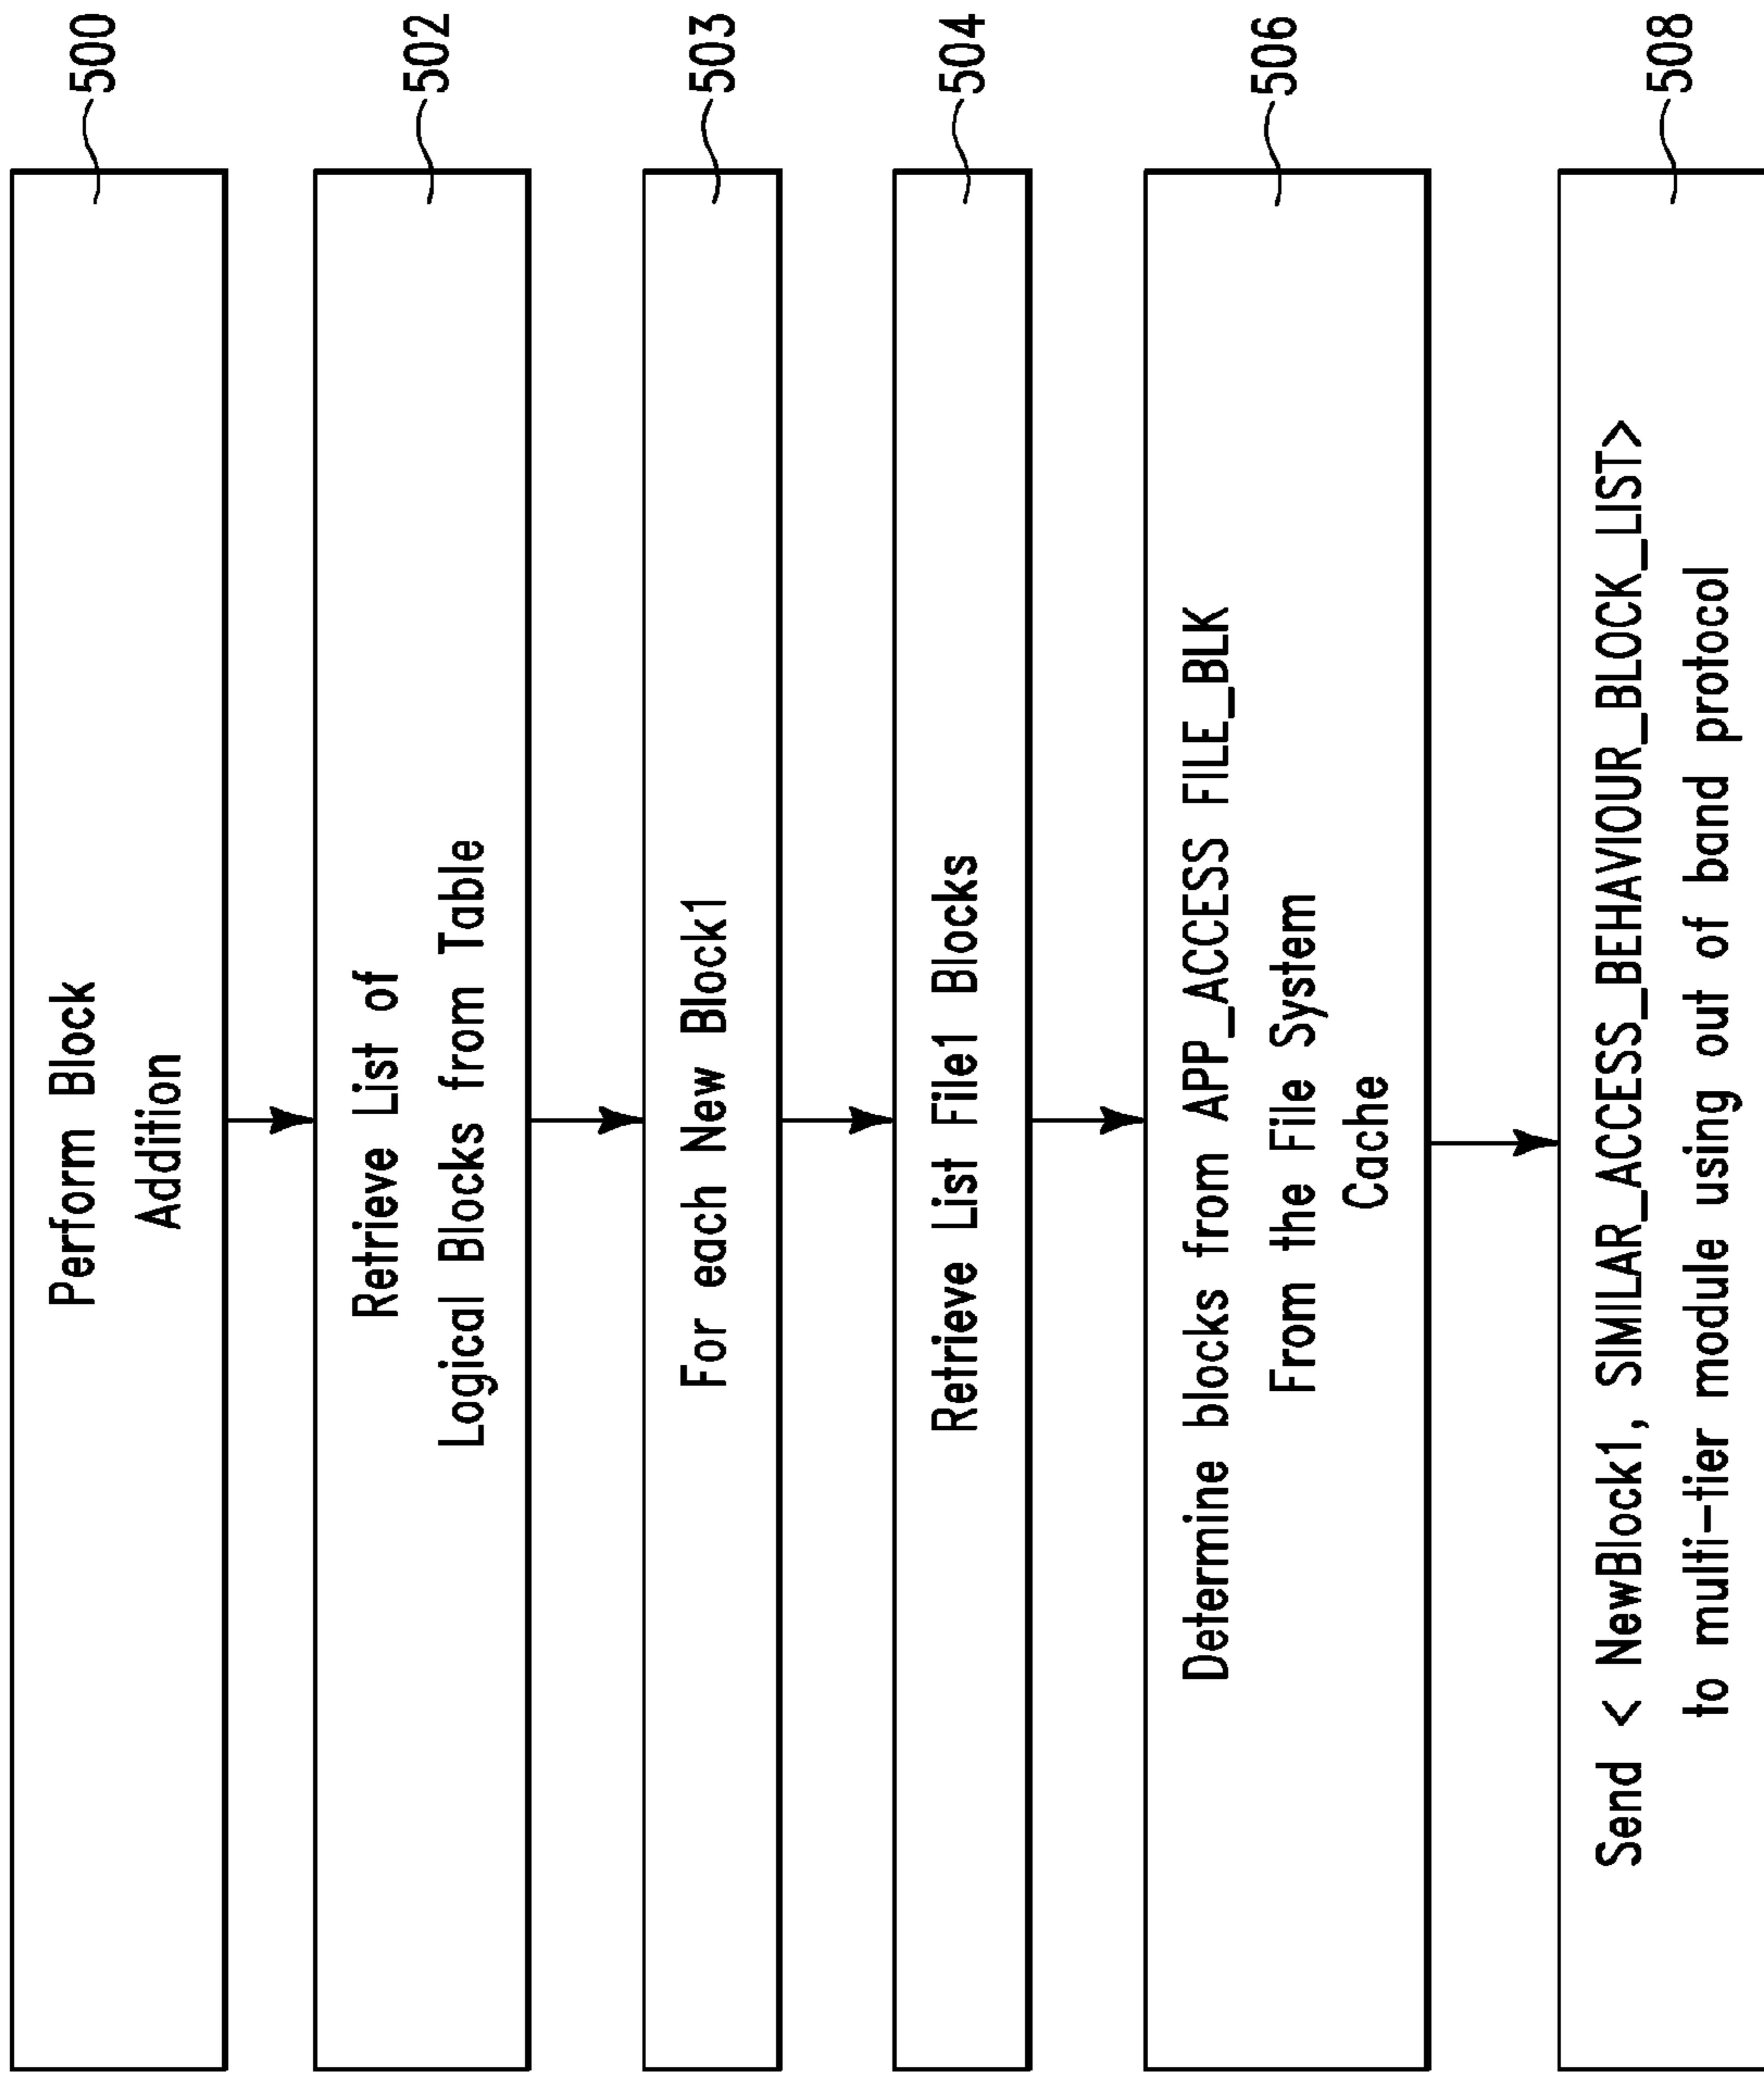 Perform Block
Addition
500
Retrieve List of
Logical Blocks from Table
502
For each New Block1
503
Retrieve List File1 Blocks
504
Determine blocks from APP_ACCESS FILE_BLK
From the File System
Cache
506
Send < NewBlock1, SIMILAR_ACCESS_BEHAVIOUR_BLOCK_LIST>
to multi-tier module using out of band protocol
508